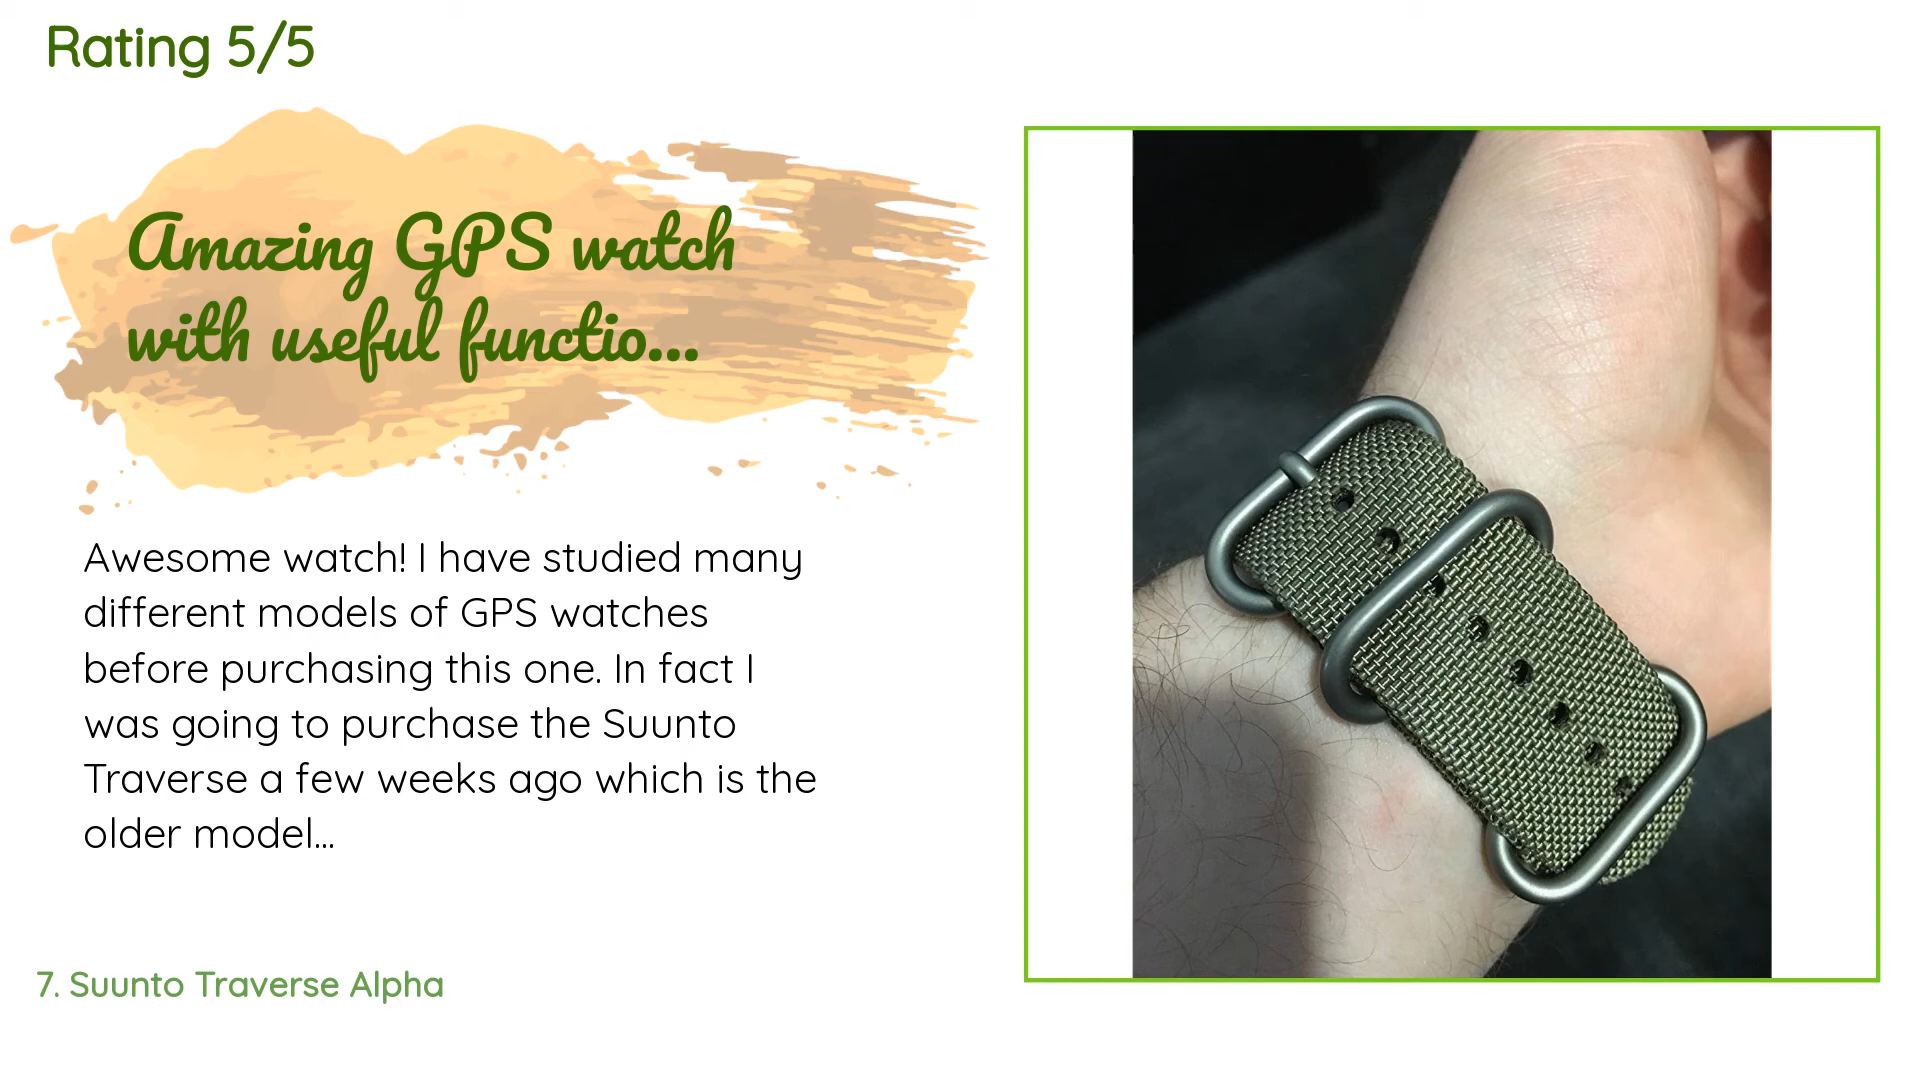 Rating 5/5
Amazing GPS watch
with useful functio...
Awesome watch! I have studied many
different models of GPS watches
before purchasing this one. In fact I
was going to purchase the Suunto
Traverse a few weeks ago which is the
older model...
7. Suunto Traverse Alpha